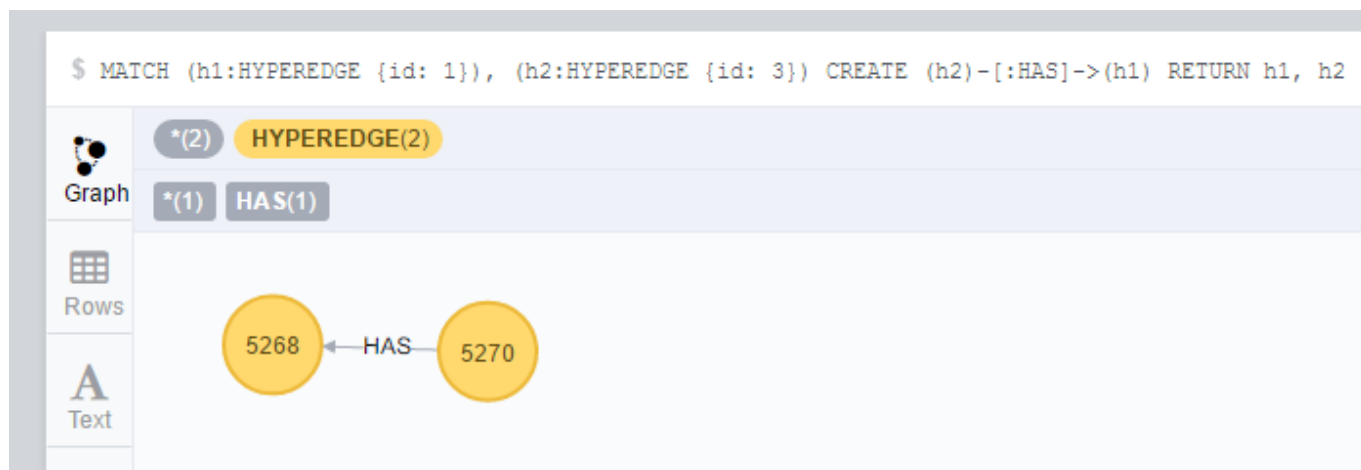 $ MATCH (h1:HYPEREDGE {id: 1}), (h2:HYPEREDGE {id: 3}) CREATE (h2)-[:HAS]->(h1) RETURN h1, h2
*(2) HYPEREDGE(2)
Graph
*(1) HAS(1)
Rows
5268 HAS 5270
A
Text